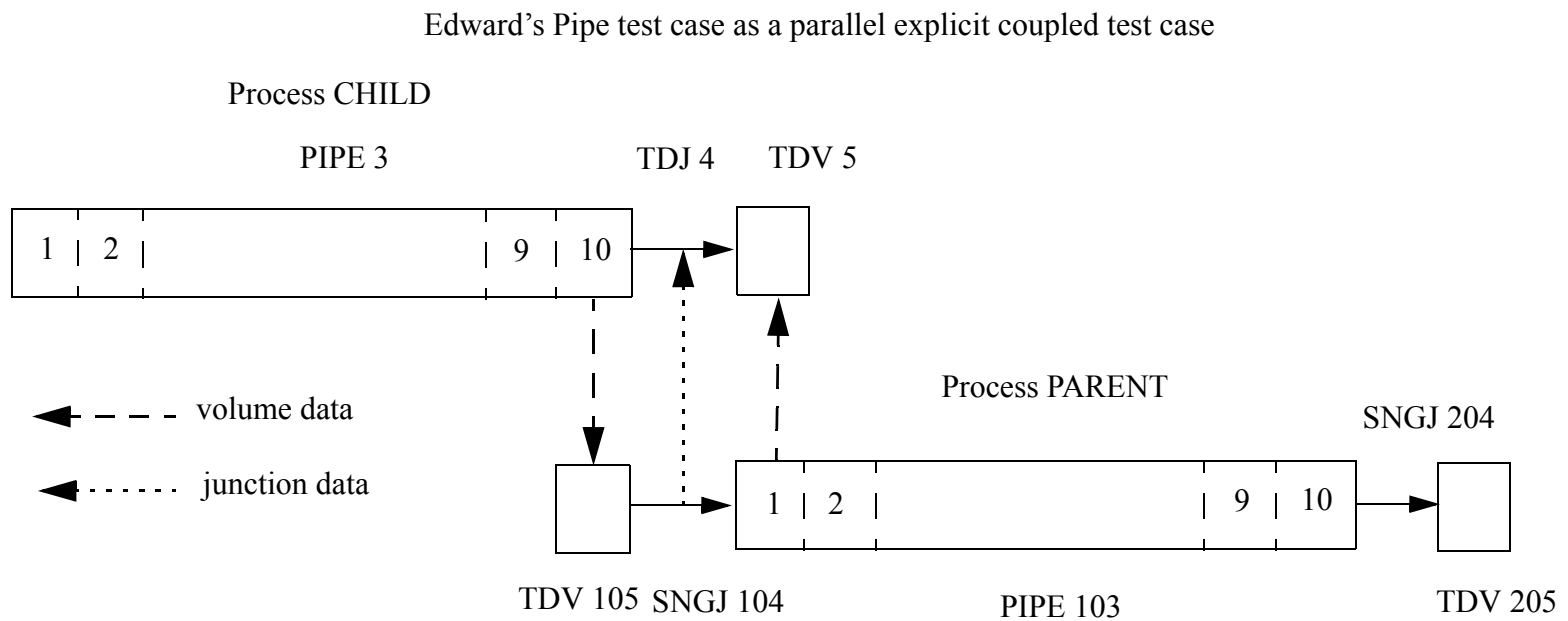 Edward’s Pipe test case as a parallel explicit coupled test case
Process CHILD
PIPE 3
TDJ 4
TDV 5
1
2
9
10
volume data
junction data
Process PARENT
SNGJ 204
1
2
9
10
TDV 105
SNGJ 104
PIPE 103
TDV 205